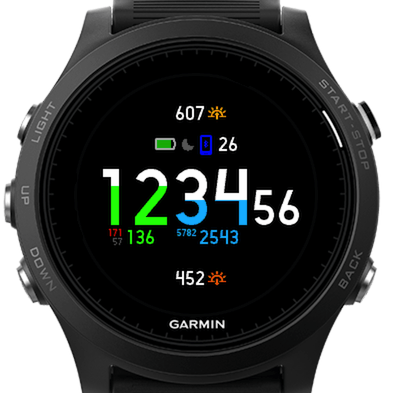 607
26
123456
171 136 5782 2543
57
452
GARMIN
LIGHT
UP
DOWN
START·STOP
BACK